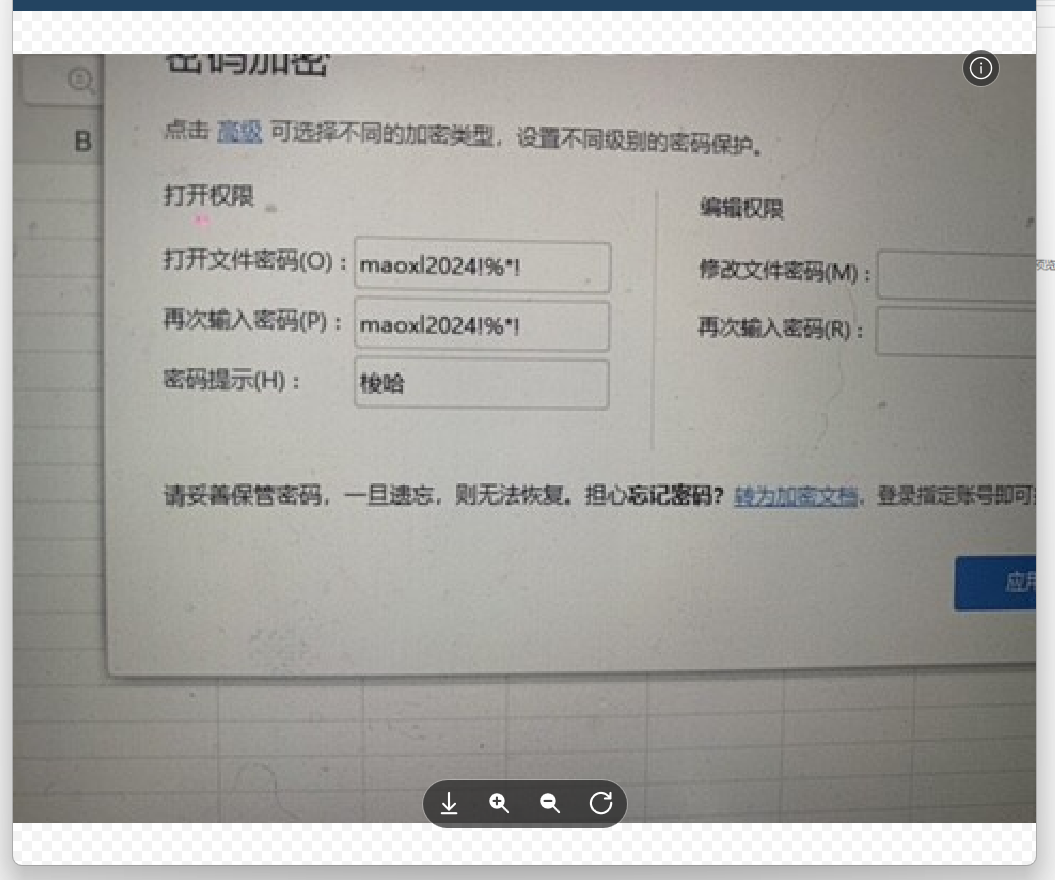 密码加密
B
点击 高级 可选择不同的加密类型，设置不同级别的密码保护。
打开权限
编辑权限
打开文件密码(O)：maoxl2024!%*!
修改文件密码(M)：
再次输入密码(P)：maoxl2024!%*!
再次输入密码(R)：
密码提示(H)：梭哈
请妥善保管密码，一旦遗忘，则无法恢复。担心忘记密码？转为加密文档，登录指定账号即可
应用
预览